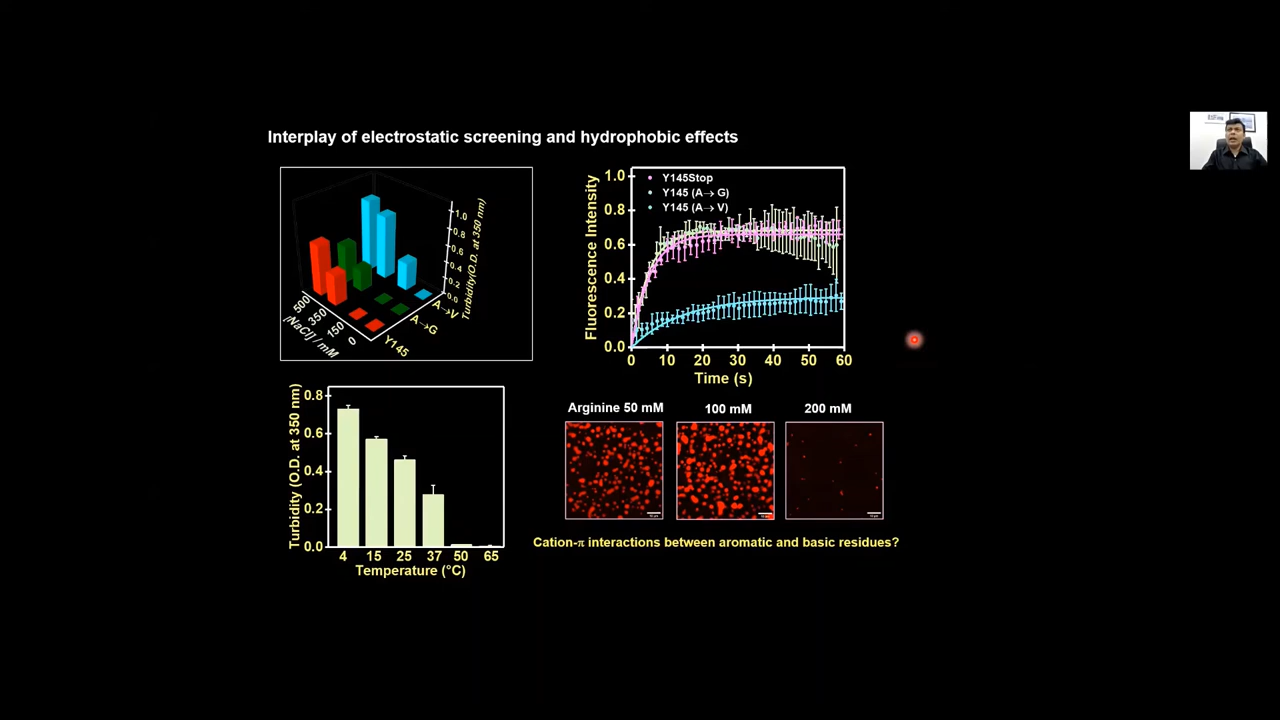 Interplay of electrostatic screening and hydrophobic effects
1.0
0.8
0.6
0.4
0.2
0.0
Turbidity(O.D. at 350 nm)
500
350
150
0
[NaCl] / mM
A→V
A→G
Y145
Fluorescence Intensity
1.0
0.8
0.6
0.4
0.2
0.0
Y145Stop
Y145 (A→ G)
Y145 (A→ V)
0 10 20 30 40 50 60
Time (s)
Turbidity (O.D. at 350 nm)
0.8
0.6
0.4
0.2
0.0
4 15 25 37 50 65
Temperature (°C)
Arginine 50 mM 100 mM 200 mM
Cation-π interactions between aromatic and basic residues?